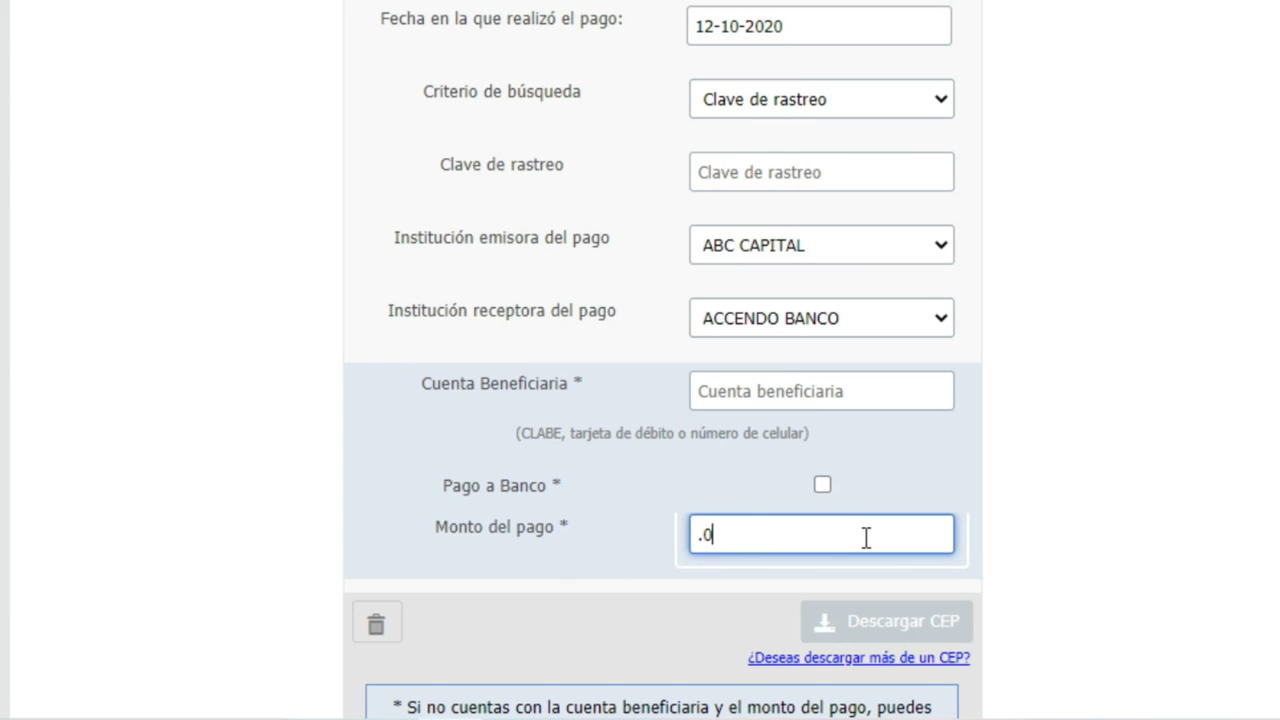 Fecha en la que realizó el pago:
12-10-2020
Criterio de búsqueda
Clave de rastreo
Clave de rastreo
Clave de rastreo
Institución emisora del pago
ABC CAPITAL
Institución receptora del pago
ACCENDO BANCO
Cuenta Beneficiaria *
Cuenta beneficiaria
(CLABE, tarjeta de débito o número de celular)
Pago a Banco *
Monto del pago *
.0
Descargar CEP
¿Deseas descargar más de un CEP?
* Si no cuentas con la cuenta beneficiaria y el monto del pago, puedes